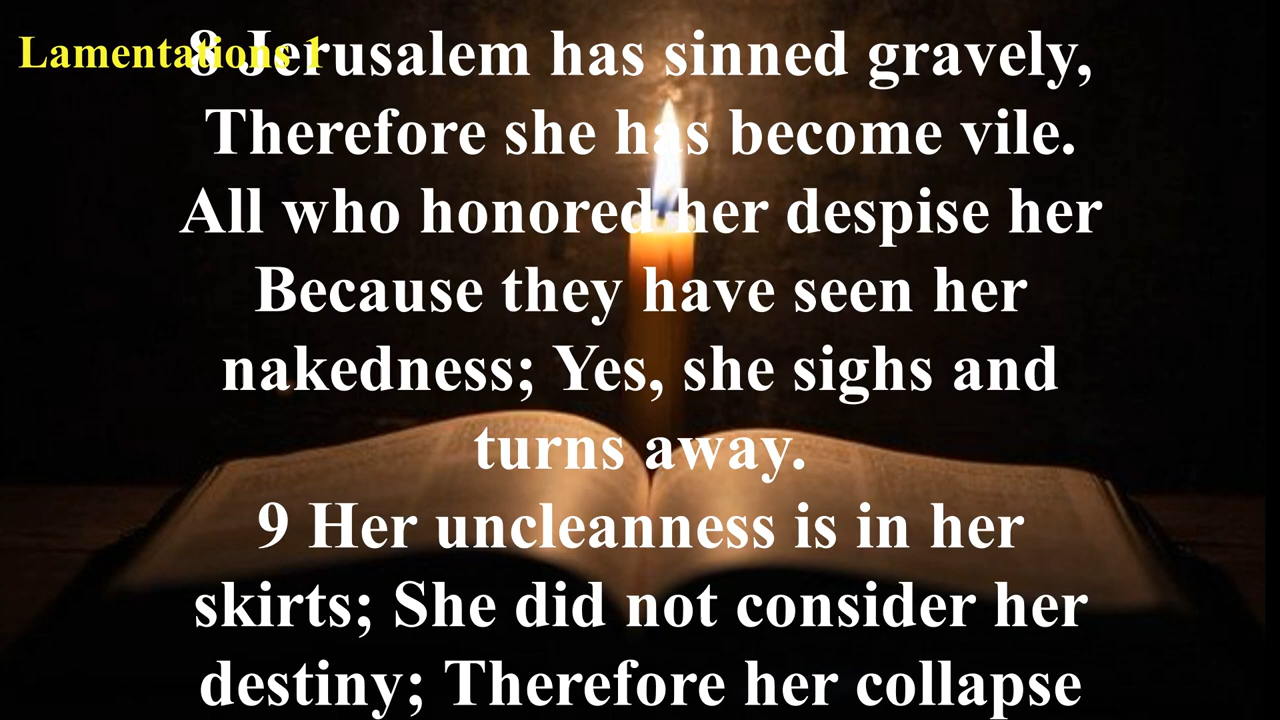 Lamentations 1
8 Jerusalem has sinned gravely,
Therefore she has become vile.
All who honored her despise her
Because they have seen her
nakedness; Yes, she sighs and
turns away.
9 Her uncleanness is in her
skirts; She did not consider her
destiny; Therefore her collapse